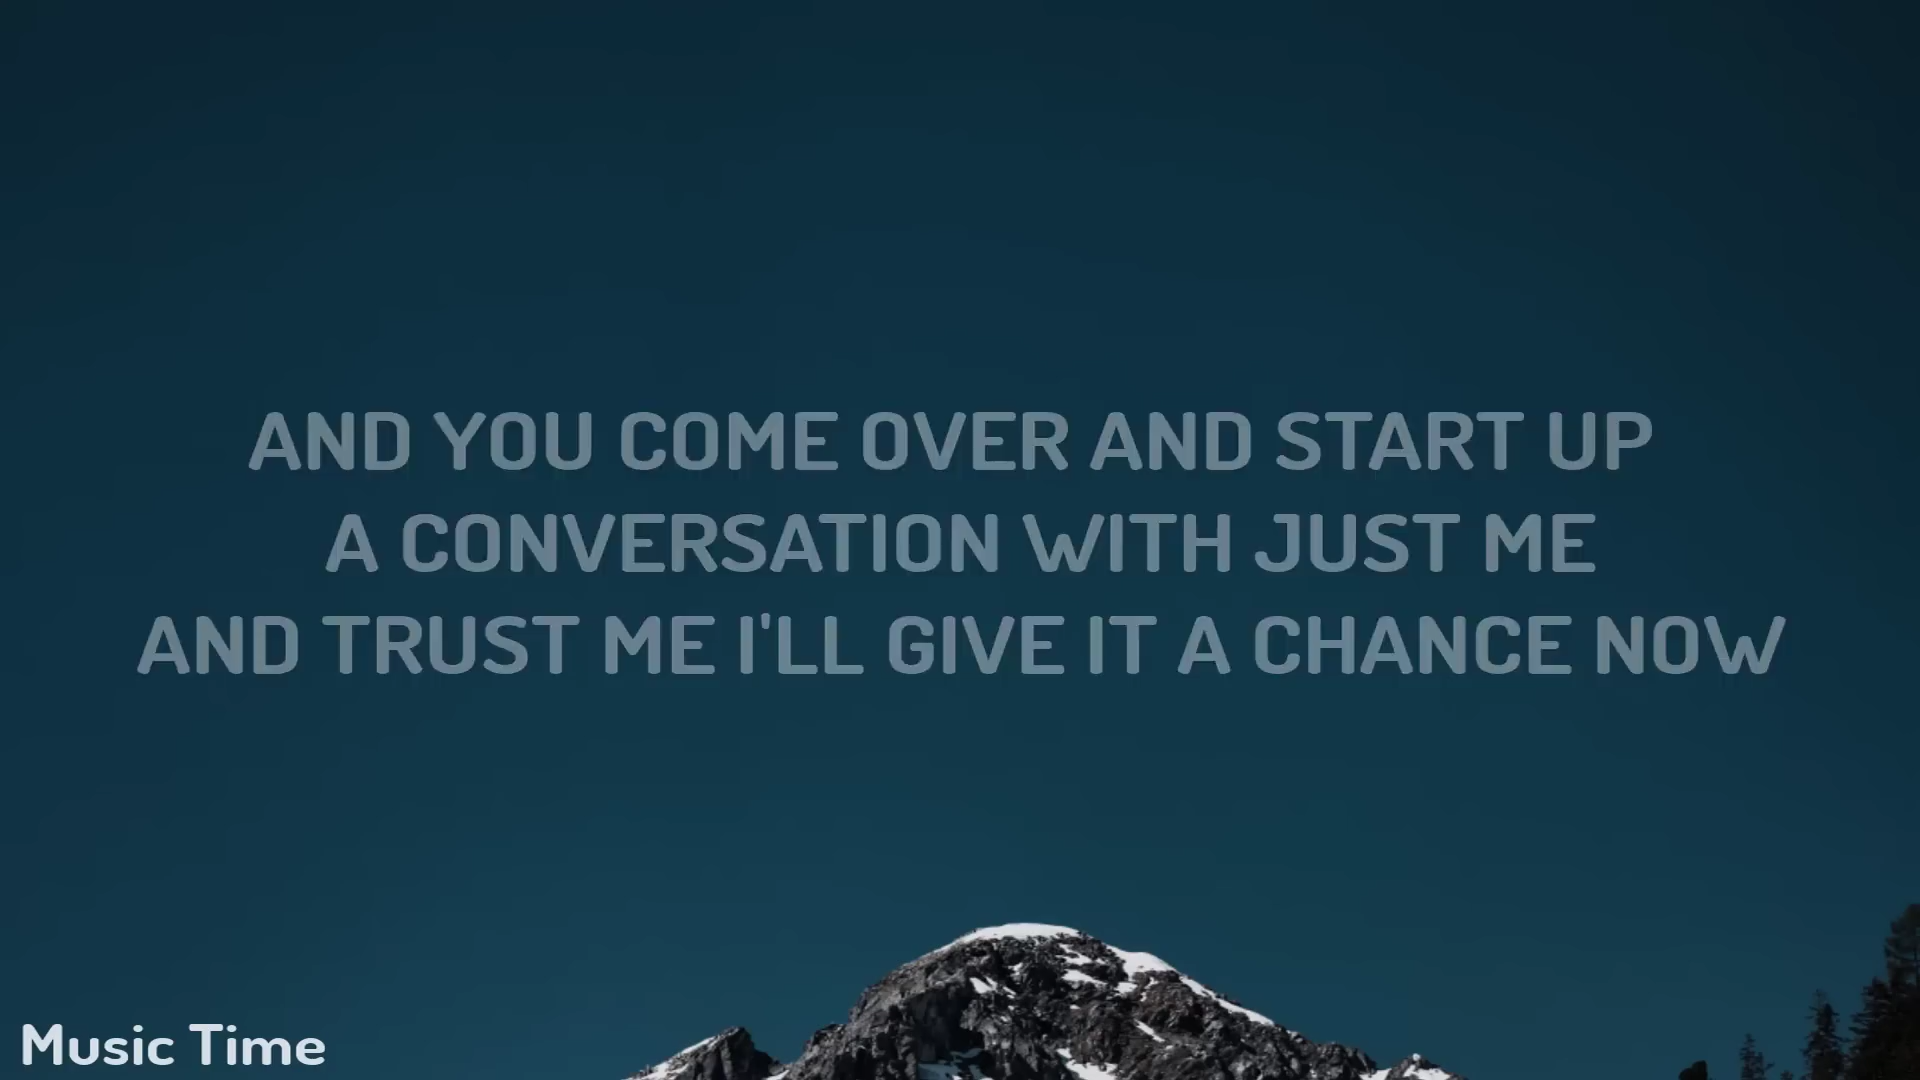 AND YOU COME OVER AND START UP
A CONVERSATION WITH JUST ME
AND TRUST ME I'LL GIVE IT A CHANCE NOW
Music Time